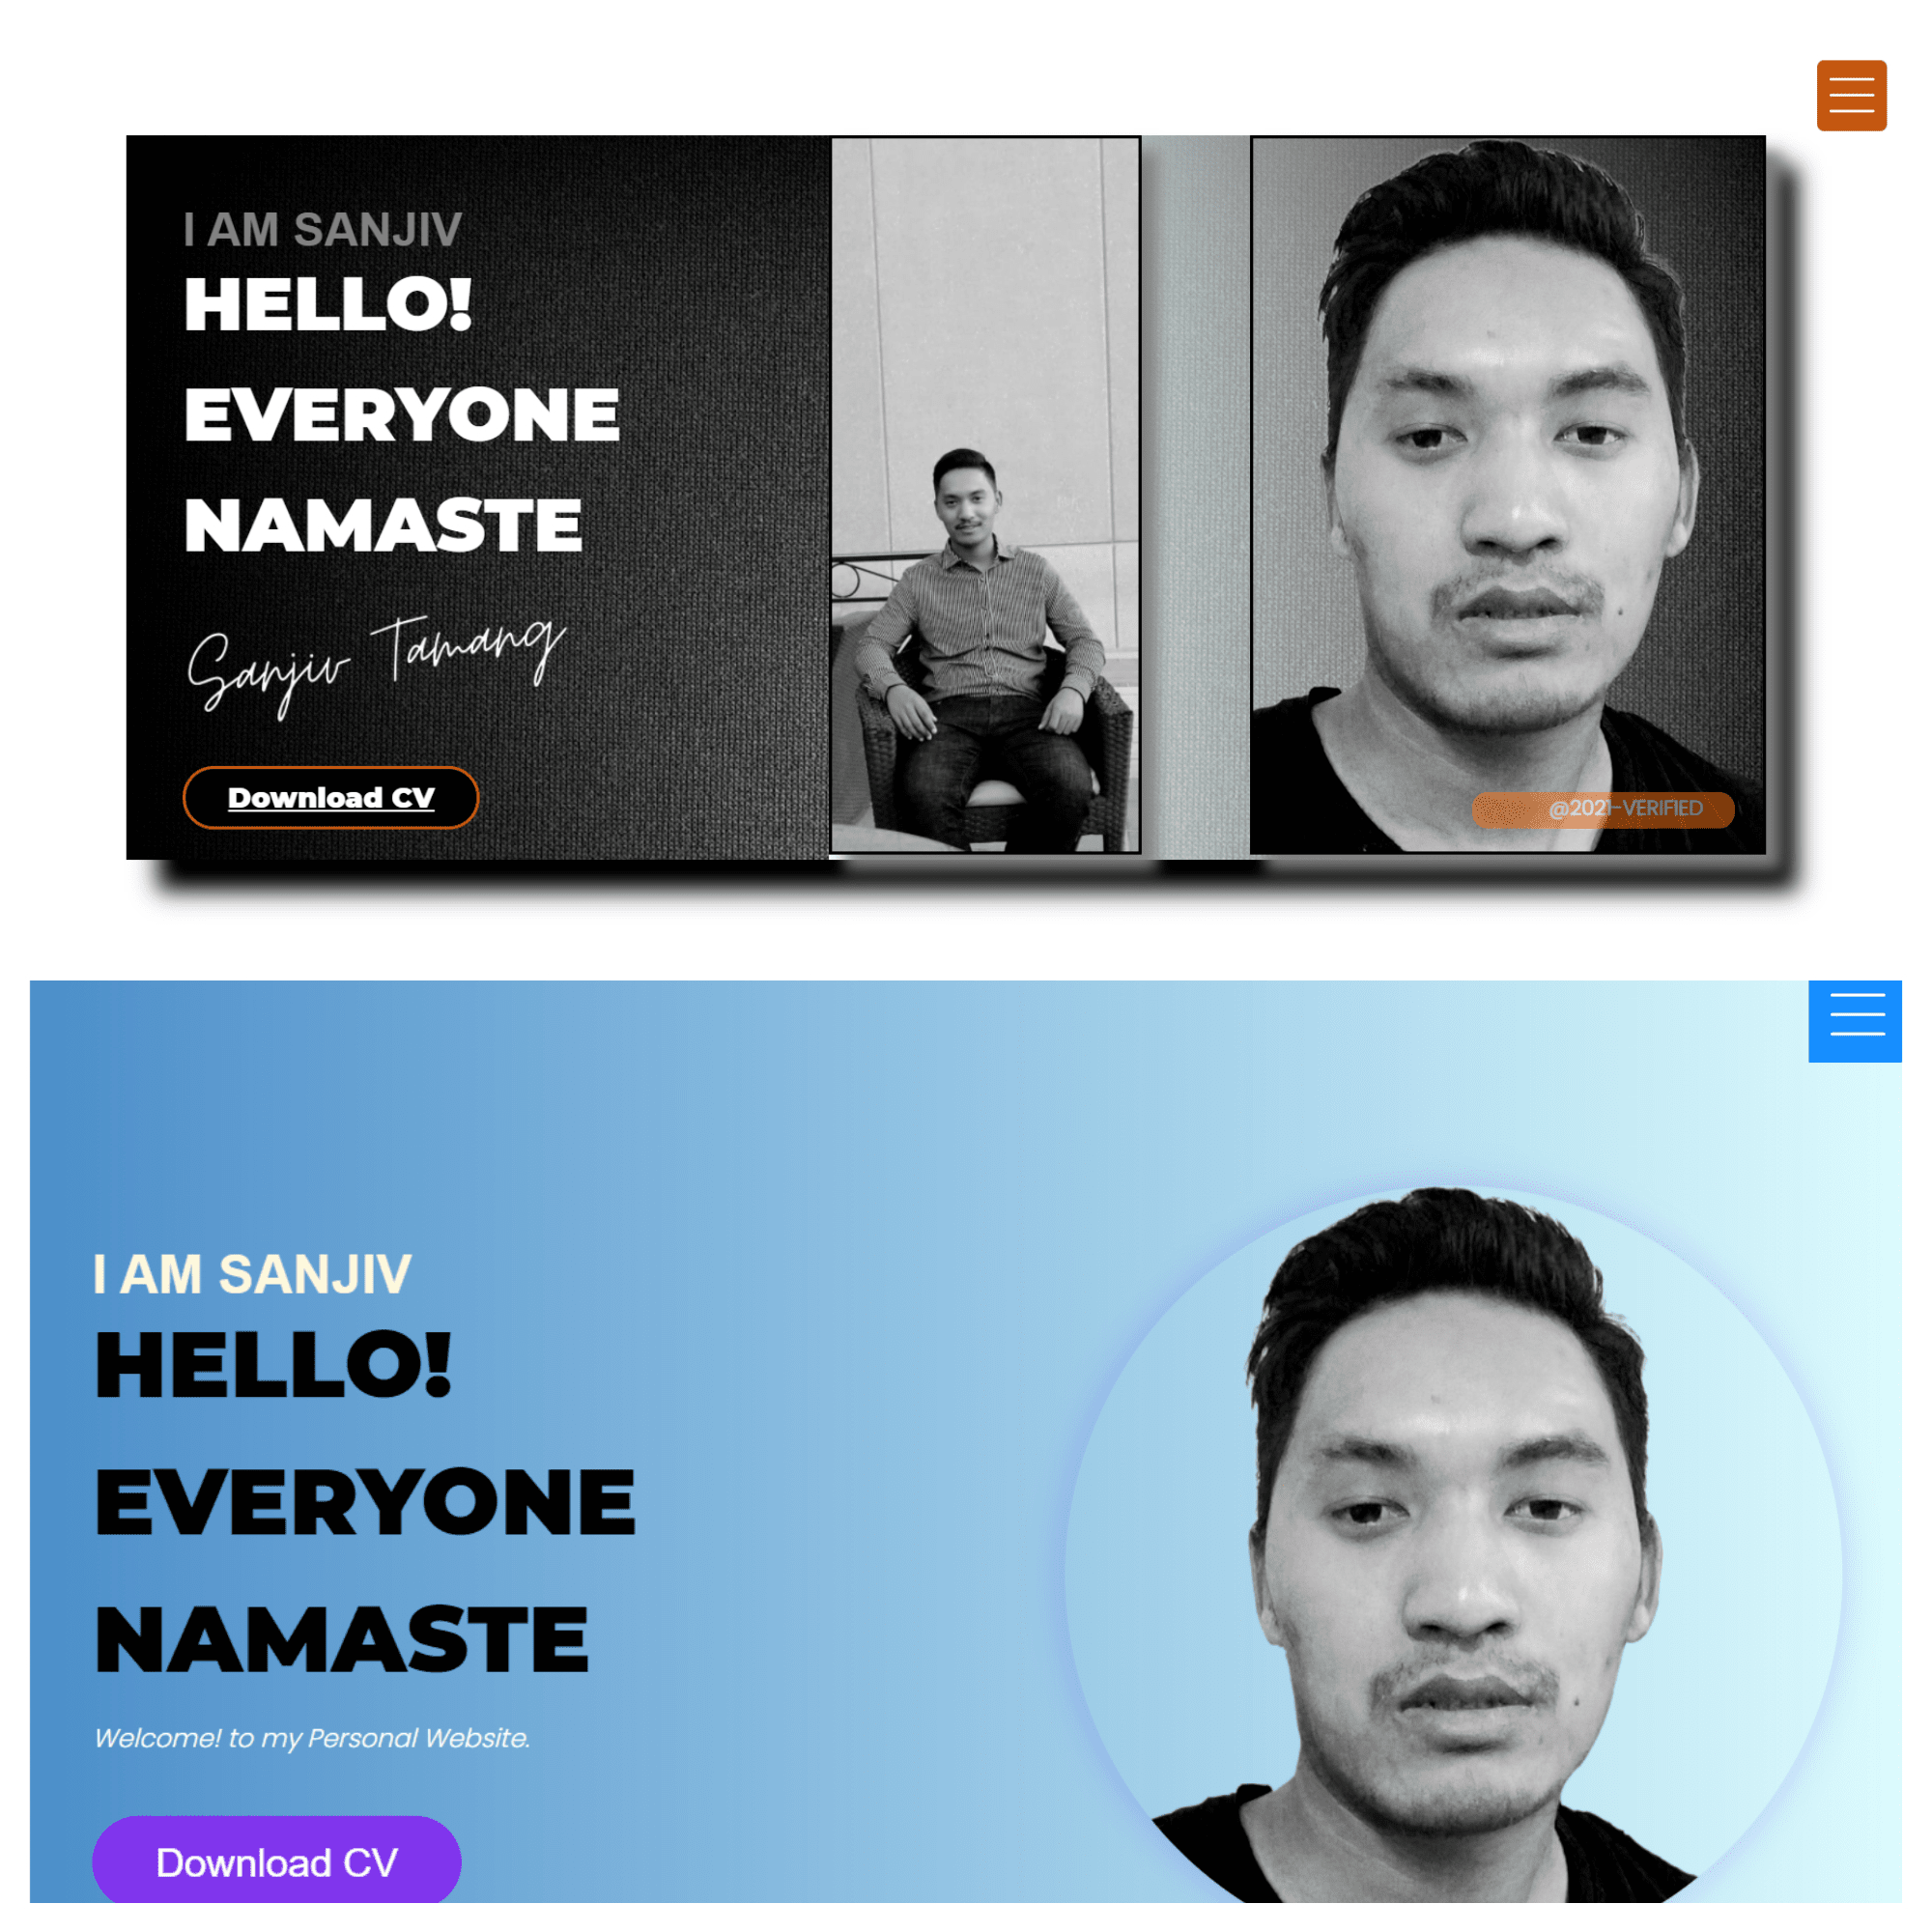 I AM SANJIV
HELLO!
EVERYONE
NAMASTE
Sanjiv Tamang
Download CV
@2021-VERIFIED
I AM SANJIV
HELLO!
EVERYONE
NAMASTE
Welcome! to my Personal Website.
Download CV